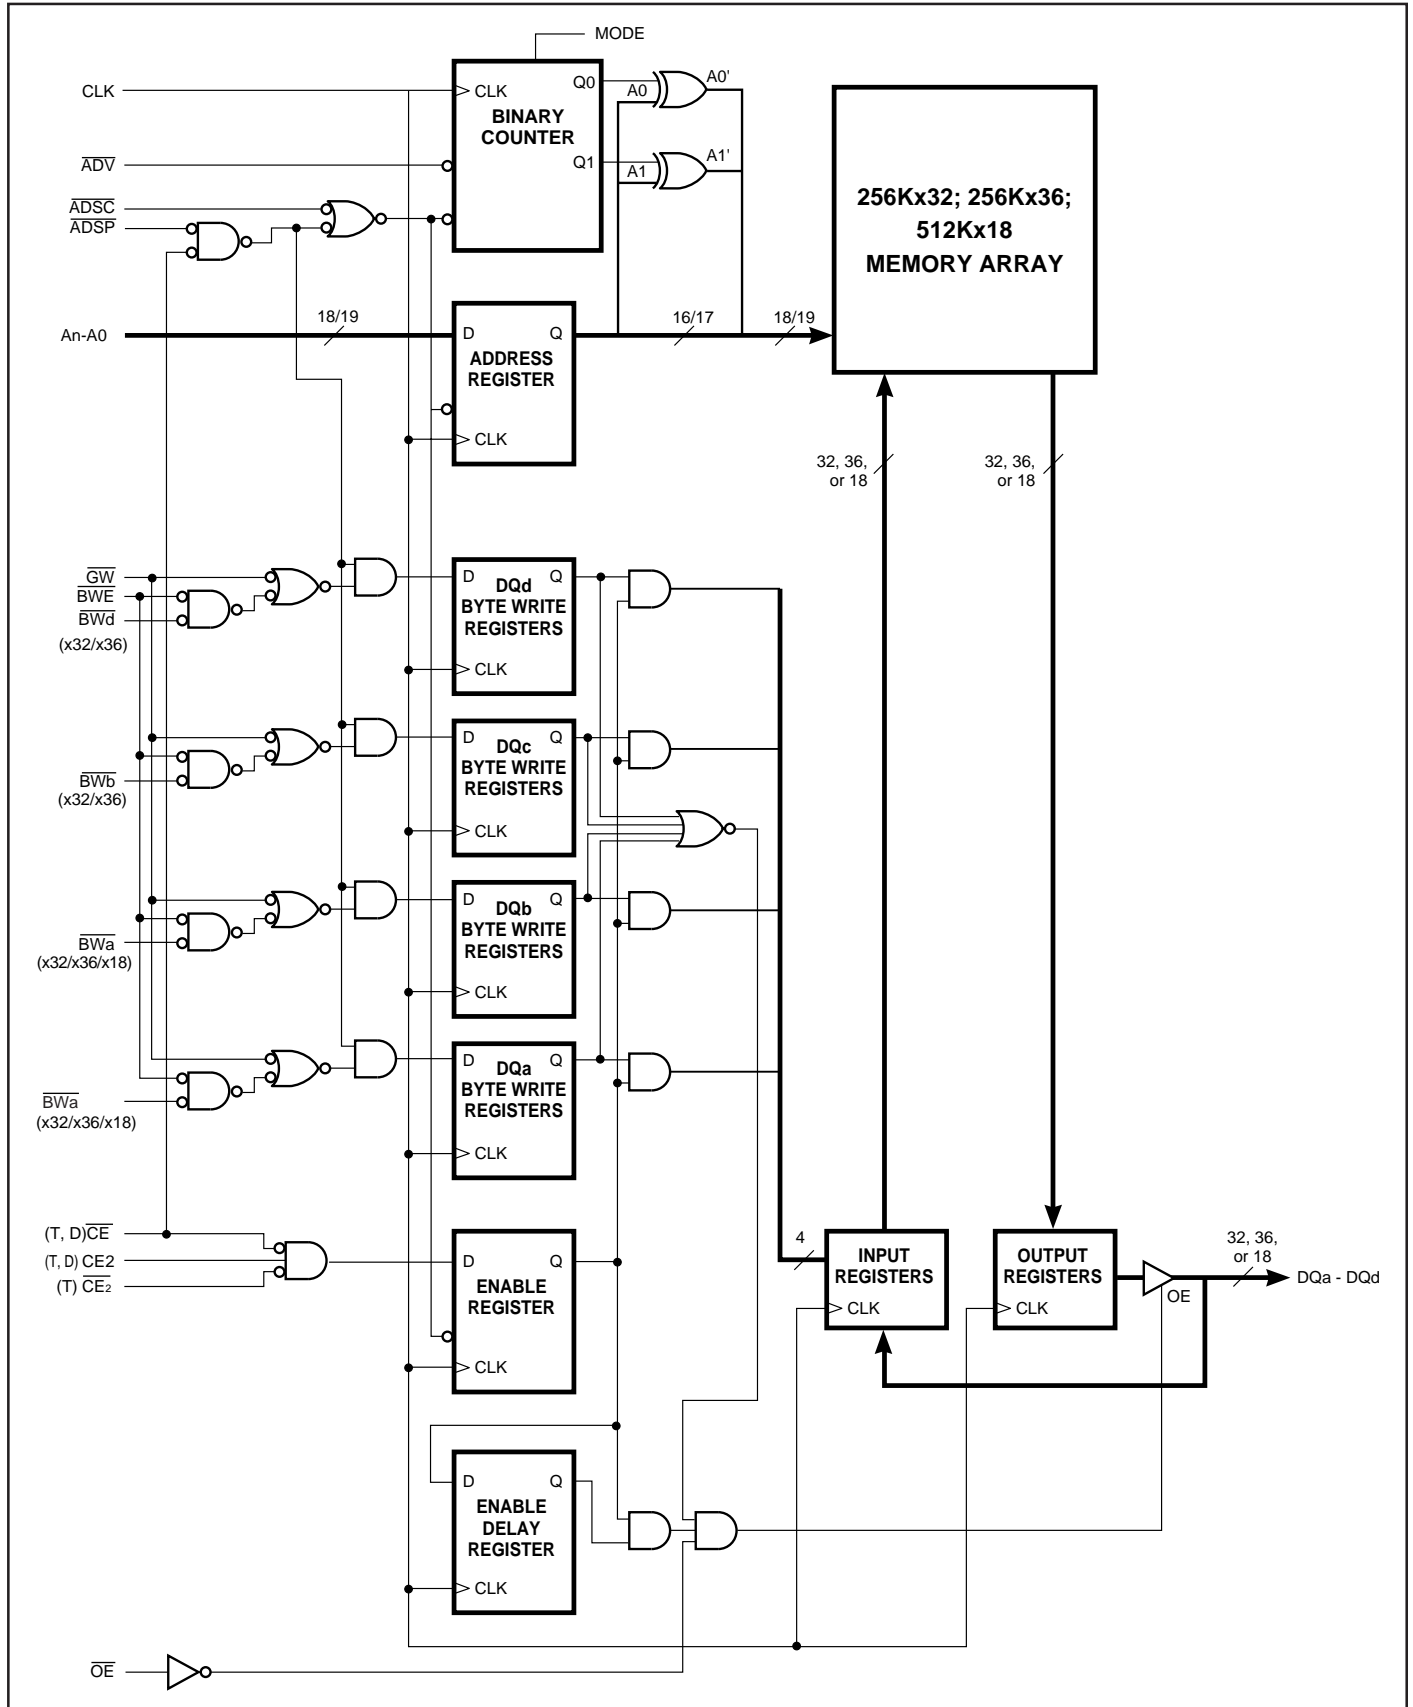 MODE
CLK
CLK
Q0
A0
A0'
BINARY
COUNTER
ADV
Q1
A1
A1'
ADSC
ADSP
256Kx32; 256Kx36;
512Kx18
MEMORY ARRAY
An-A0
18/19
D
Q
16/17
18/19
ADDRESS
REGISTER
CLK
32, 36,
or 18
32, 36,
or 18
GW
BWE
BWd
(x32/x36)
D
Q
DQd
BYTE WRITE
REGISTERS
CLK
BWb
(x32/x36)
D
Q
DQc
BYTE WRITE
REGISTERS
CLK
BWa
(x32/x36/x18)
D
Q
DQb
BYTE WRITE
REGISTERS
CLK
BWa
(x32/x36/x18)
D
Q
DQa
BYTE WRITE
REGISTERS
CLK
(T, D)CE
(T, D) CE2
(T) CE2
D
Q
ENABLE
REGISTER
CLK
4
INPUT
REGISTERS
CLK
OUTPUT
REGISTERS
CLK
32, 36,
or 18
OE
DQa - DQd
D
Q
ENABLE
DELAY
REGISTER
CLK
OE